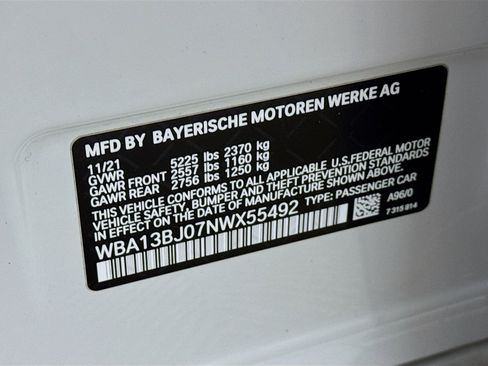 MFD BY BAYERISCHE MOTOREN WERKE AG
11/21
GVWR 5225 lbs 2370 kg
GAWR FRONT 2557 lbs 1160 kg
GAWR REAR 2756 lbs 1250 kg
THIS VEHICLE CONFORMS TO ALL APPLICABLE U.S. FEDERAL MOTOR
VEHICLE SAFETY, BUMPER AND THEFT PREVENTION STANDARDS
IN EFFECT ON THE DATE OF MANUFACTURE SHOWN ABOVE.
WBA13BJ07NWX55492 TYPE: PASSENGER CAR
A96/0
7 315 814